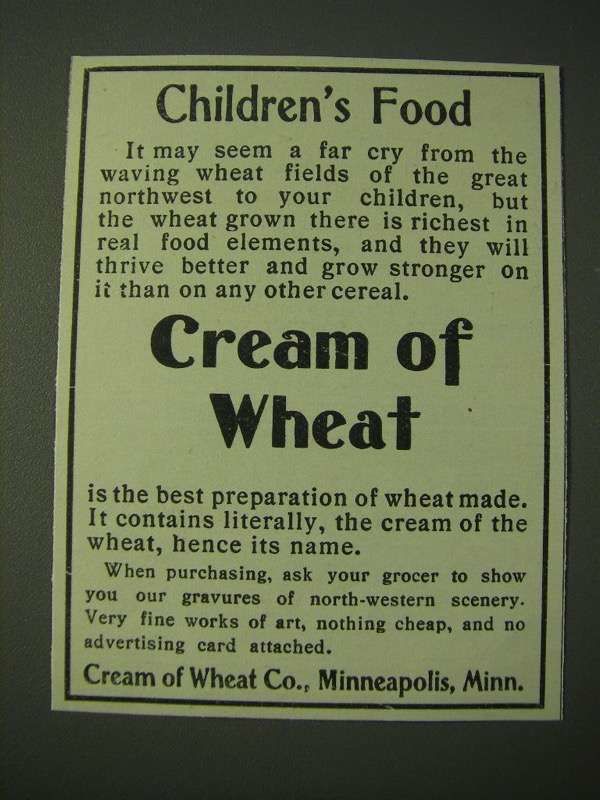 Children's Food
It may seem a far cry from the
waving wheat fields of the great
northwest to your children, but
the wheat grown there is richest in
real food elements, and they will
thrive better and grow stronger on
it than on any other cereal.
Cream of
Wheat
is the best preparation of wheat made.
It contains literally, the cream of the
wheat, hence its name.
When purchasing, ask your grocer to show
you our gravures of north-western scenery.
Very fine works of art, nothing cheap, and no
advertising card attached.
Cream of Wheat Co., Minneapolis, Minn.